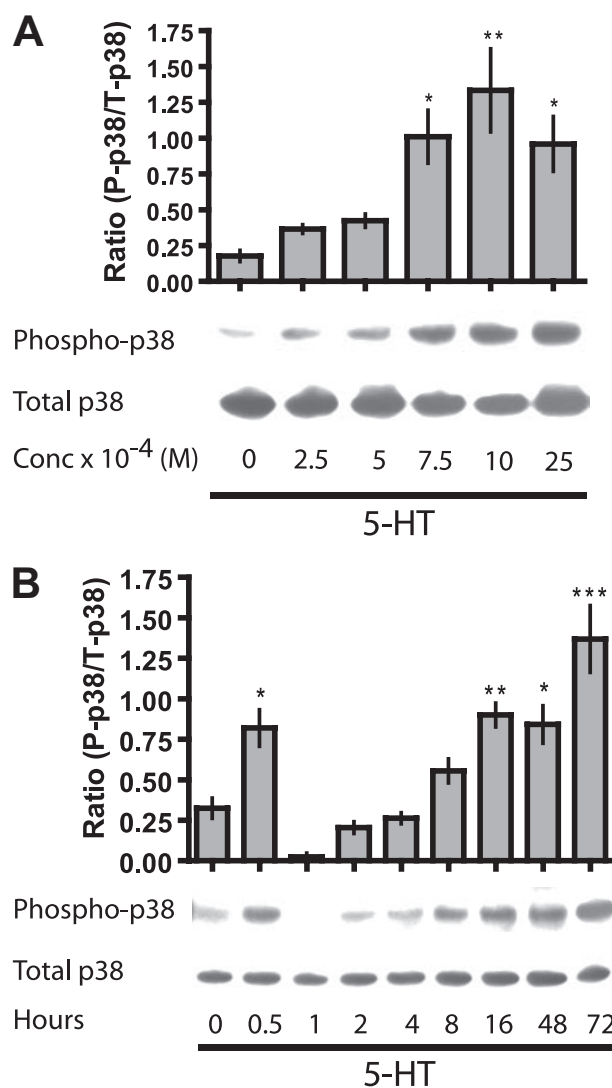 A
Ratio (P-p38/T-p38)
1.75
1.50
1.25
1.00
0.75
0.50
0.25
0.00
* ** *
Phospho-p38
Total p38
Conc x 10⁻⁴ (M) 0 2.5 5 7.5 10 25
5-HT
B
Ratio (P-p38/T-p38)
1.75
1.50
1.25
1.00
0.75
0.50
0.25
0.00
* ** * ***
Phospho-p38
Total p38
Hours 0 0.5 1 2 4 8 16 48 72
5-HT